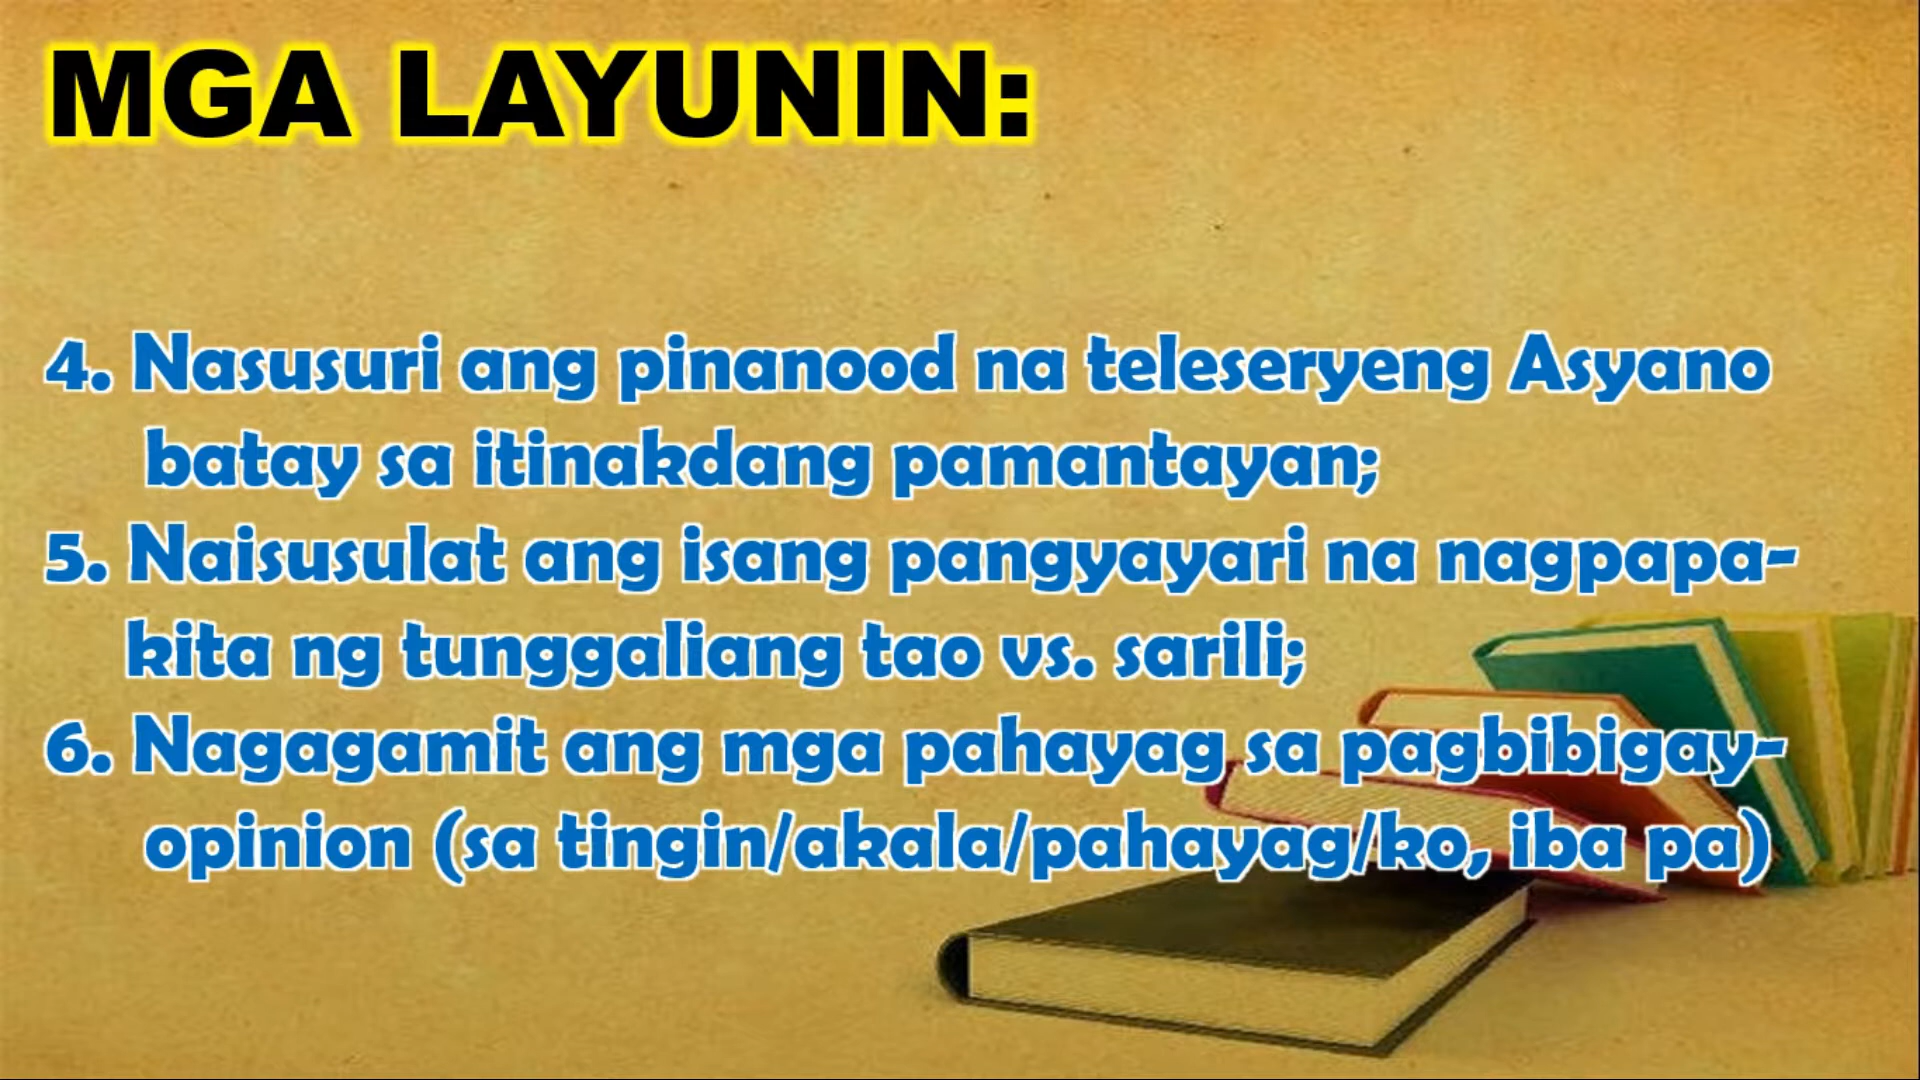 MGA LAYUNIN:
4. Nasusuri ang pinanood na teleseryeng Asyano
batay sa itinakdang pamantayan;
5. Naisusulat ang isang pangyayari na nagpapa-
kita ng tunggaliang tao vs. sarili;
6. Nagagamit ang mga pahayag sa pagbibigay-
opinion (sa tingin/akala/pahayag/ko, iba pa)